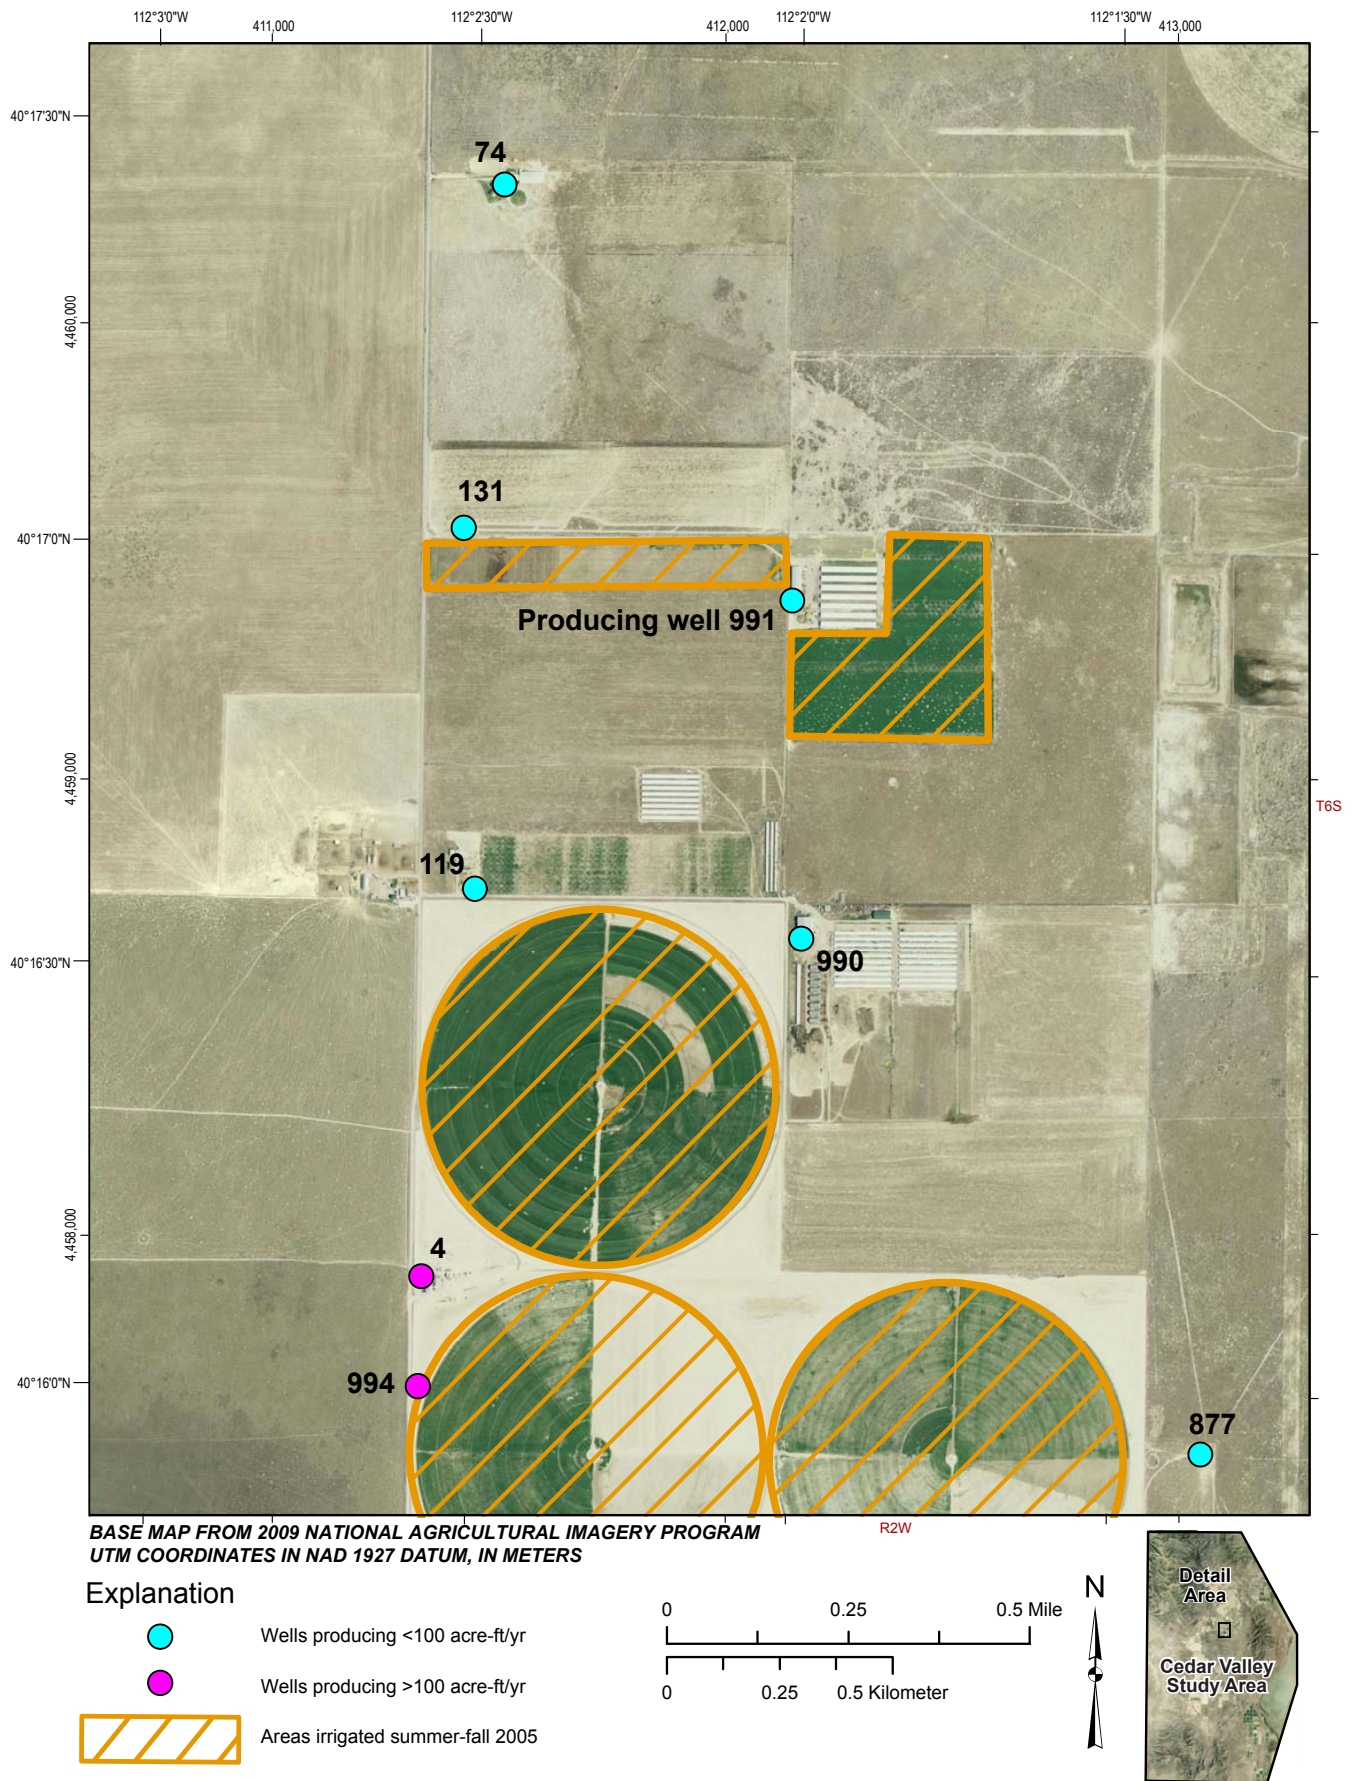 112°3'0"W 112°2'30"W 112°2'0"W 112°1'30"W
411,000 412,000 413,000
40°17'30"N
74
4,460,000
131
40°17'0"N
Producing well 991
4,459,000
T6S
119
990
40°16'30"N
4,458,000
4
994
40°16'0"N
877
BASE MAP FROM 2009 NATIONAL AGRICULTURAL IMAGERY PROGRAM
R2W
UTM COORDINATES IN NAD 1927 DATUM, IN METERS
Explanation
Wells producing <100 acre-ft/yr
Wells producing >100 acre-ft/yr
Areas irrigated summer-fall 2005
0 0.25 0.5 Mile
0 0.25 0.5 Kilometer
N
Detail
Area
Cedar Valley
Study Area